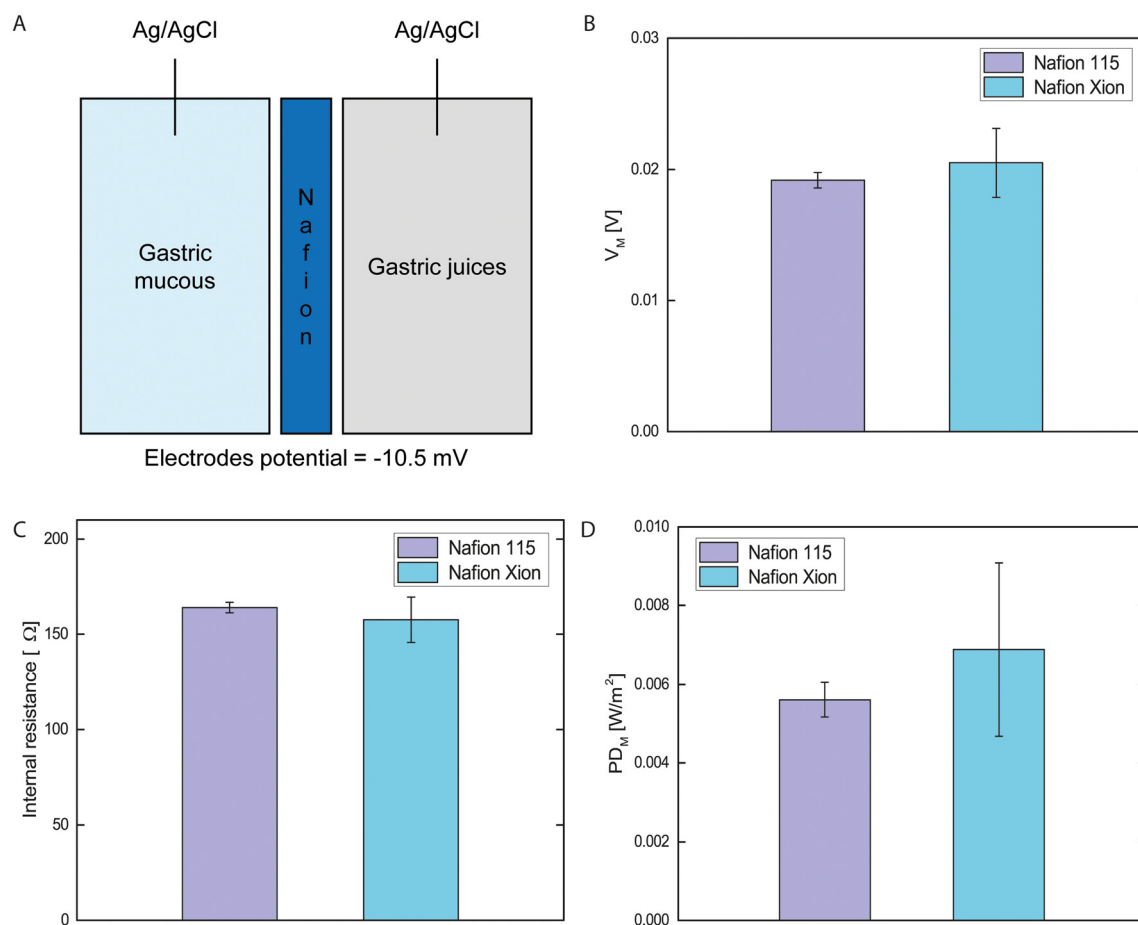 A
Ag/AgCl
Ag/AgCl
Gastric
mucous
N
a
f
i
o
n
Gastric juices
Electrodes potential = -10.5 mV
B
0.03
0.02
0.01
0.00
V_M [V]
Nafion 115
Nafion Xion
C
200
150
100
50
0
Internal resistance [ Ω]
Nafion 115
Nafion Xion
D
0.010
0.008
0.006
0.004
0.002
0.000
PD_M [W/m²]
Nafion 115
Nafion Xion